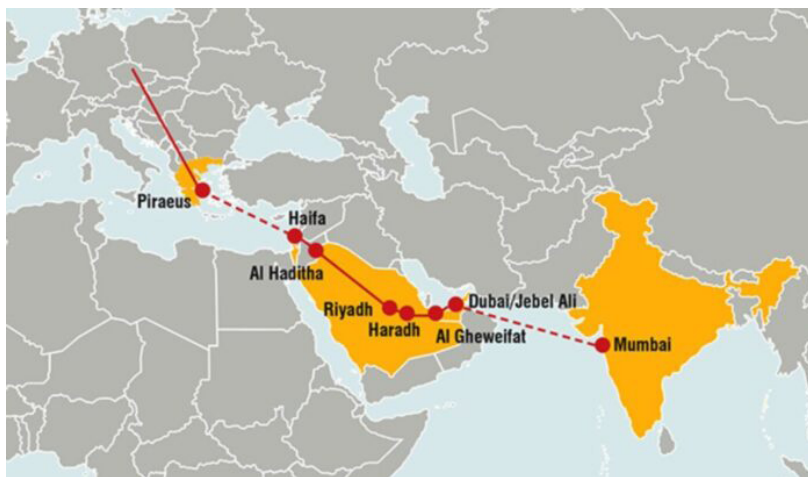 Piraeus
Haifa
Al Haditha
Riyadh
Haradh
Dubai/Jebel Ali
Al Gheweifat
Mumbai